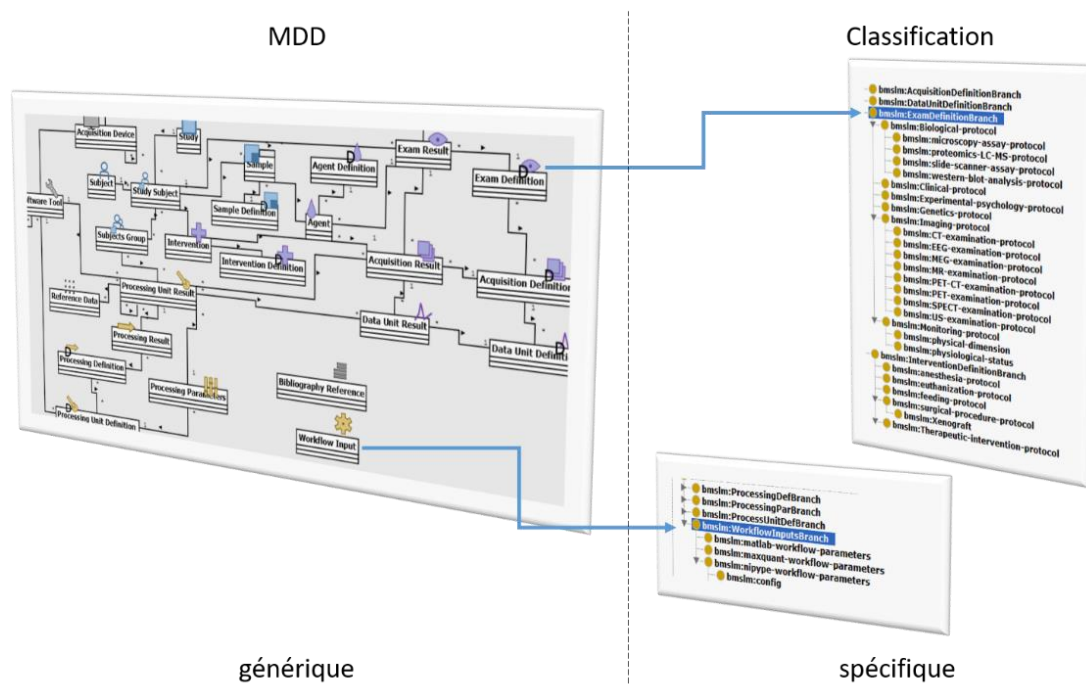 MDD
Classification
Acquisition Device
Study
Exam Result
Exam Definition
Sample
Agent Definition
Subject
Study Subject
ftware Tool
Sample Definition
Agent
Subjects Group
Intervention
Intervention Definition
Acquisition Result
Acquisition Definition
Reference Data
Processing Unit Result
Data Unit Result
Data Unit Definiti
Processing Result
Processing Definition
Processing Parameters
Bibliography Reference
Processing Unit Definition
Workflow Input
bmslm:AcquisitionDefinitionBranch
bmslm:DataUnitDefinitionBranch
bmslm:ExamDefinitionBranch
bmslm:Biological-protocol
bmslm:microscopy-assay-protocol
bmslm:proteomics-LC-MS-protocol
bmslm:slide-scanner-assay-protocol
bmslm:western-blot-analysis-protocol
bmslm:Clinical-protocol
bmslm:Experimental-psychology-protocol
bmslm:Genetics-protocol
bmslm:Imaging-protocol
bmslm:CT-examination-protocol
bmslm:EEG-examination-protocol
bmslm:MEG-examination-protocol
bmslm:MR-examination-protocol
bmslm:PET-CT-examination-protocol
bmslm:PET-examination-protocol
bmslm:SPECT-examination-protocol
bmslm:US-examination-protocol
bmslm:Monitoring-protocol
bmslm:physical-dimension
bmslm:physiological-status
bmslm:InterventionDefinitionBranch
bmslm:anesthesia-protocol
bmslm:euthanization-protocol
bmslm:feeding-protocol
bmslm:surgical-procedure-protocol
bmslm:Xenograft
bmslm:Therapeutic-intervention-protocol
bmslm:ProcessingDefBranch
bmslm:ProcessingParBranch
bmslm:ProcessUnitDefBranch
bmslm:WorkflowInputsBranch
bmslm:matlab-workflow-parameters
bmslm:maxquant-workflow-parameters
bmslm:nipype-workflow-parameters
bmslm:config
générique
spécifique